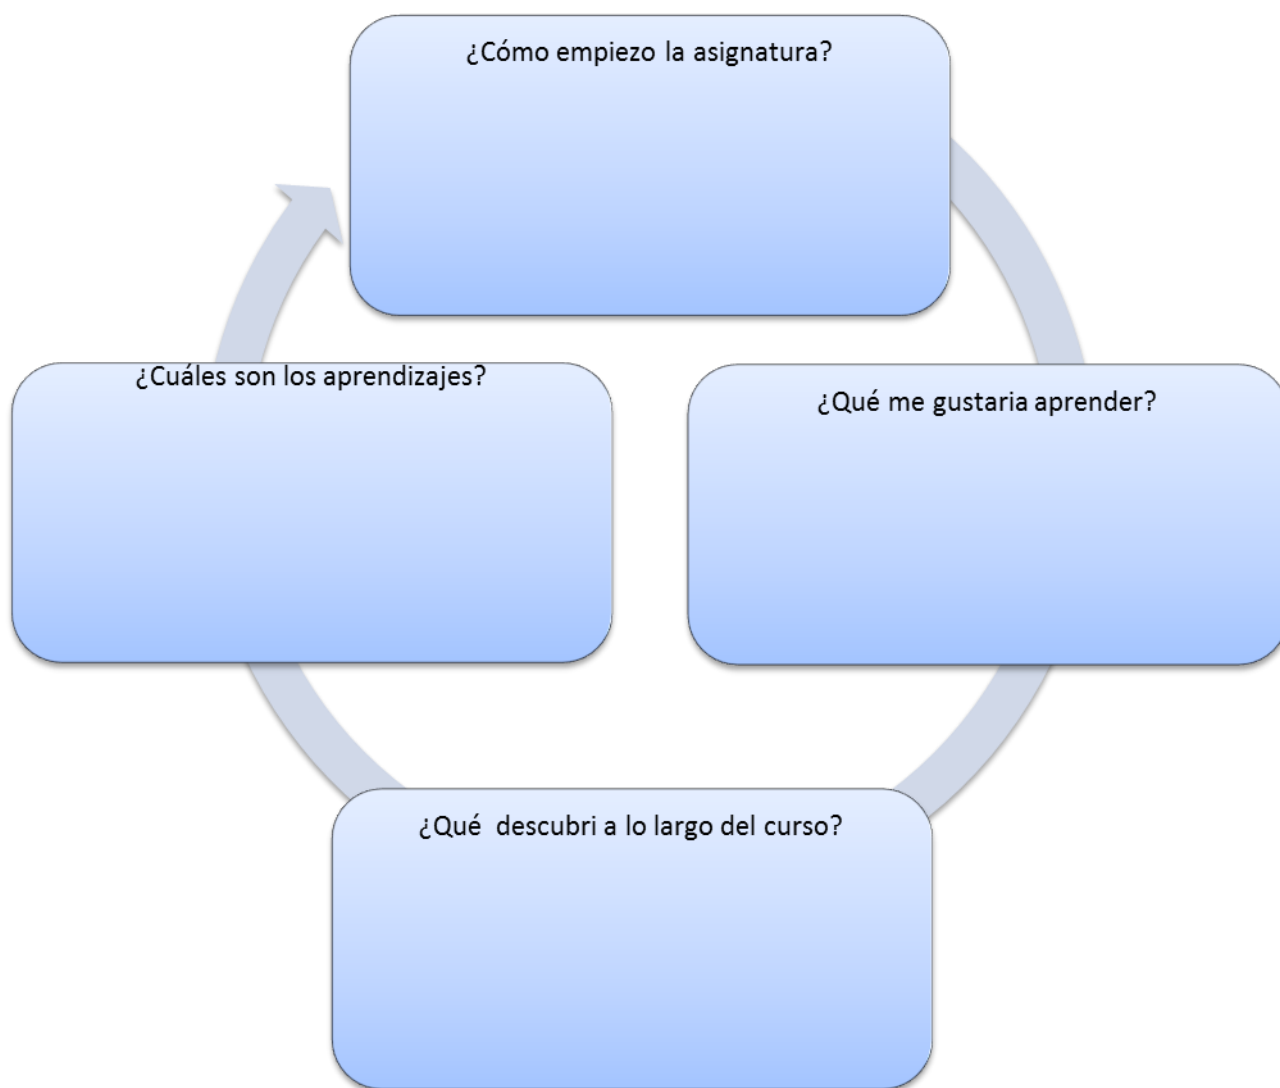 ¿Cómo empiezo la asignatura?
¿Cuáles son los aprendizajes?
¿Qué me gustaria aprender?
¿Qué  descubri a lo largo del curso?